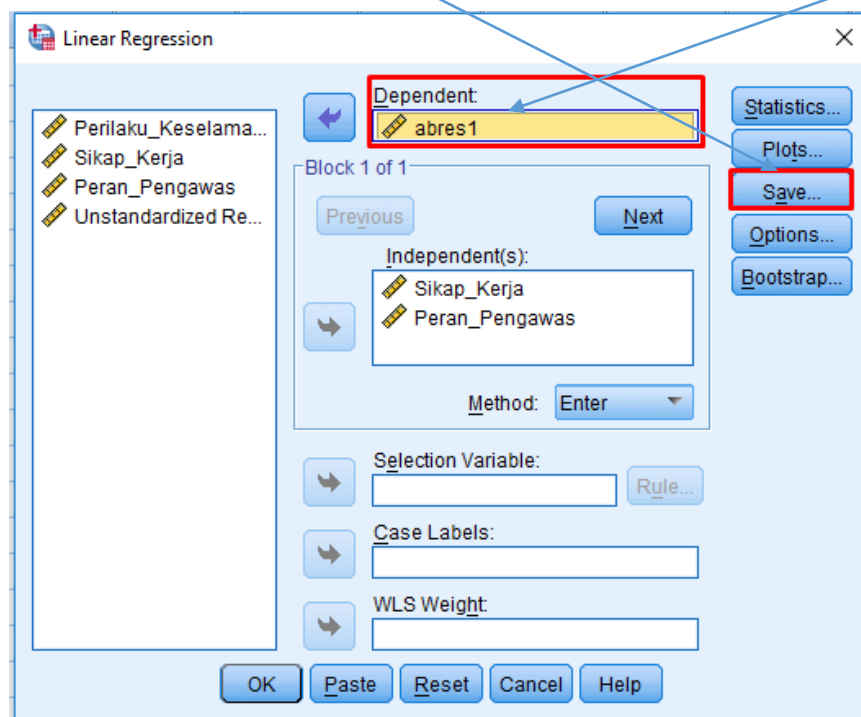 Linear Regression
Perilaku_Keselama...
Sikap_Kerja
Peran_Pengawas
Unstandardized Re...
Dependent:
abres1
Block 1 of 1
Previous
Next
Independent(s):
Sikap_Kerja
Peran_Pengawas
Method: Enter
Selection Variable:
Rule...
Case Labels:
WLS Weight:
Statistics...
Plots...
Save...
Options...
Bootstrap...
OK Paste Reset Cancel Help